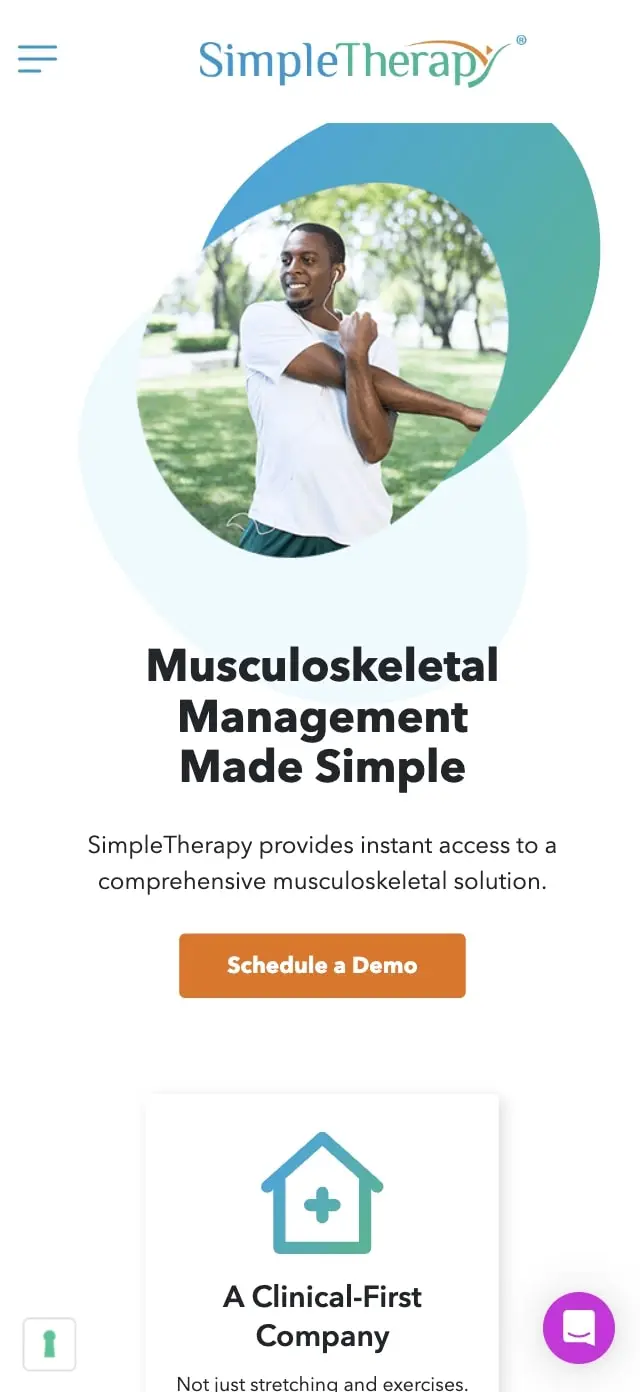 SimpleTherapy®
Musculoskeletal
Management
Made Simple
SimpleTherapy provides instant access to a
comprehensive musculoskeletal solution.
Schedule a Demo
A Clinical-First
Company
Not just stretching and exercises.